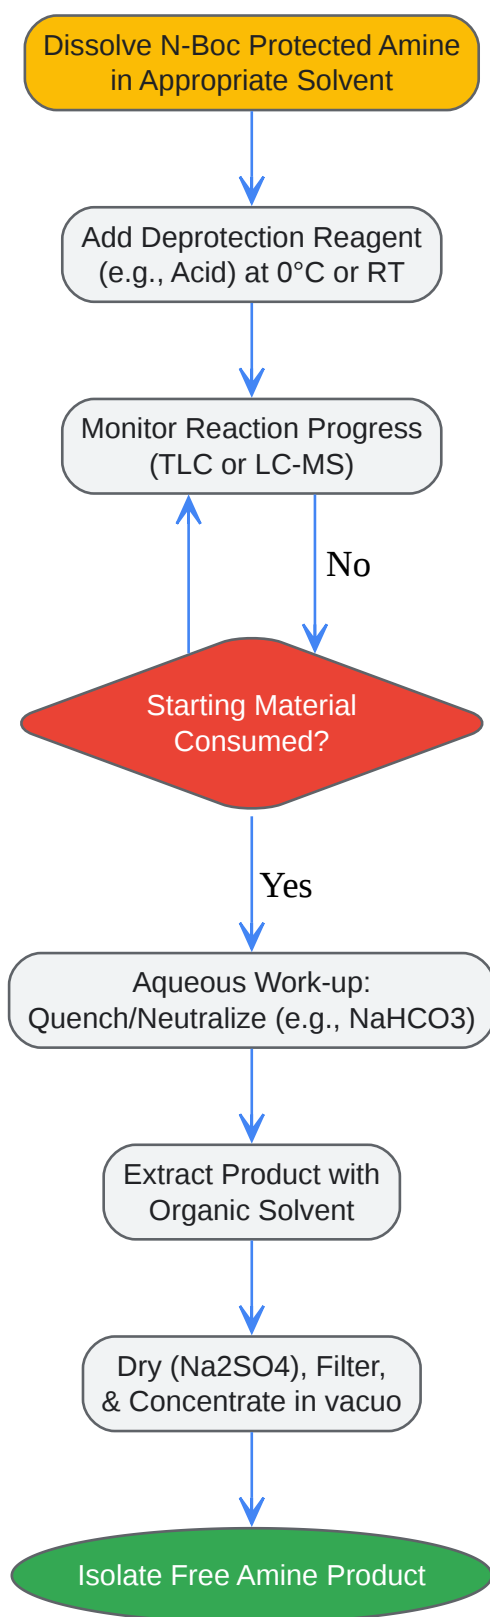 Dissolve N-Boc Protected Amine
in Appropriate Solvent
Add Deprotection Reagent
(e.g., Acid) at 0°C or RT
Monitor Reaction Progress
(TLC or LC-MS)
No
Starting Material
Consumed?
Yes
Aqueous Work-up:
Quench/Neutralize (e.g., NaHCO3)
Extract Product with
Organic Solvent
Dry (Na2SO4), Filter,
& Concentrate in vacuo
Isolate Free Amine Product